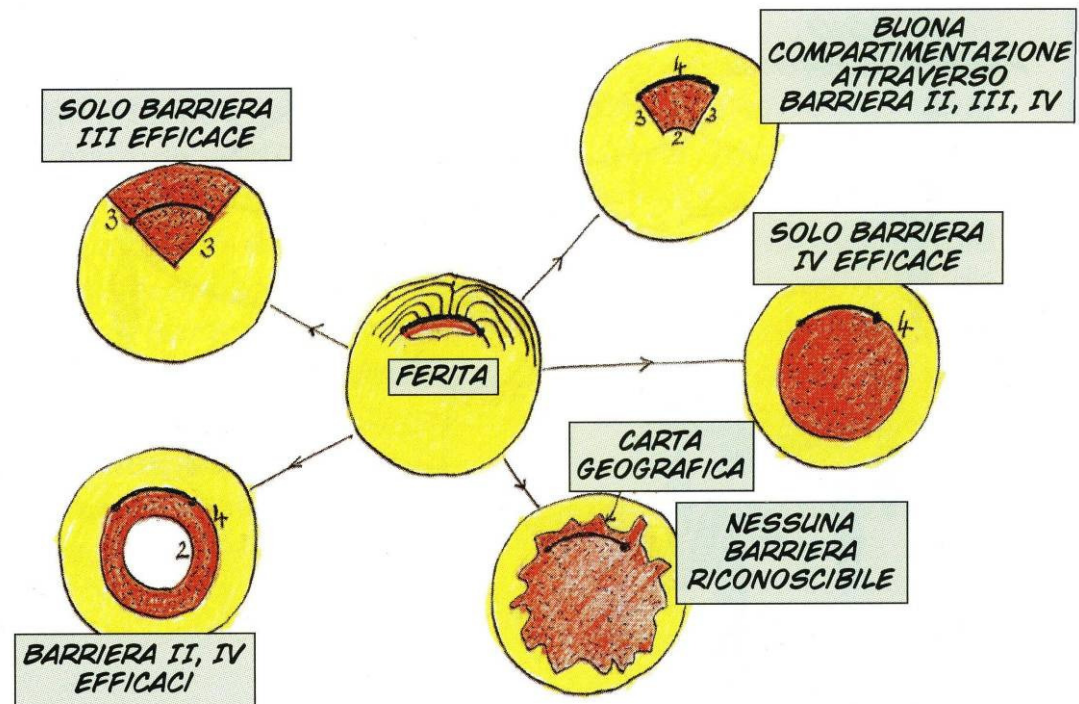 BUONA
COMPARTIMENTAZIONE
ATTRAVERSO
BARRIERA II, III, IV
4
3
3
2
SOLO BARRIERA
III EFFICACE
3
3
SOLO BARRIERA
IV EFFICACE
4
FERITA
CARTA
GEOGRAFICA
NESSUNA
BARRIERA
RICONOSCIBILE
4
2
BARRIERA II, IV
EFFICACI